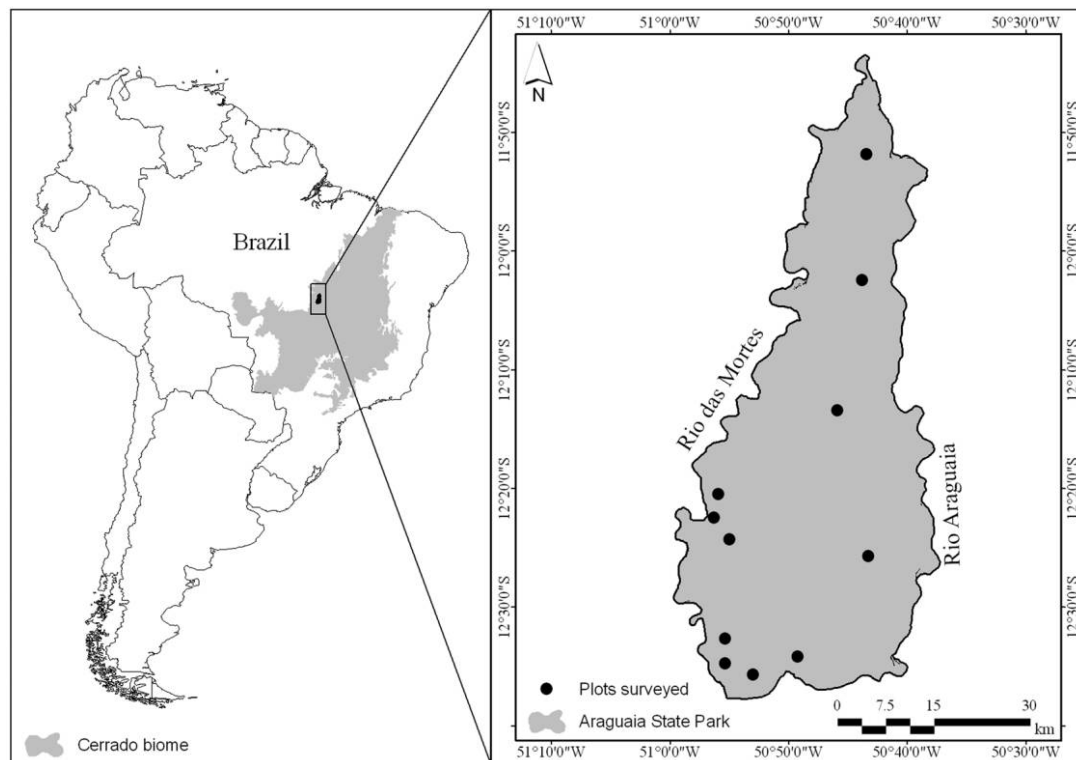 Brazil
Cerrado biome
51°10'0"W 51°0'0"W 50°50'0"W 50°40'0"W 50°30'0"W
N
11°50'0"S
12°0'0"S
12°10'0"S
12°20'0"S
12°30'0"S
11°50'0"S
12°0'0"S
12°10'0"S
12°20'0"S
12°30'0"S
Rio das Mortes
Rio Araguaia
Plots surveyed
Araguaia State Park
0 7.5 15 30
km
51°10'0"W 51°0'0"W 50°50'0"W 50°40'0"W 50°30'0"W